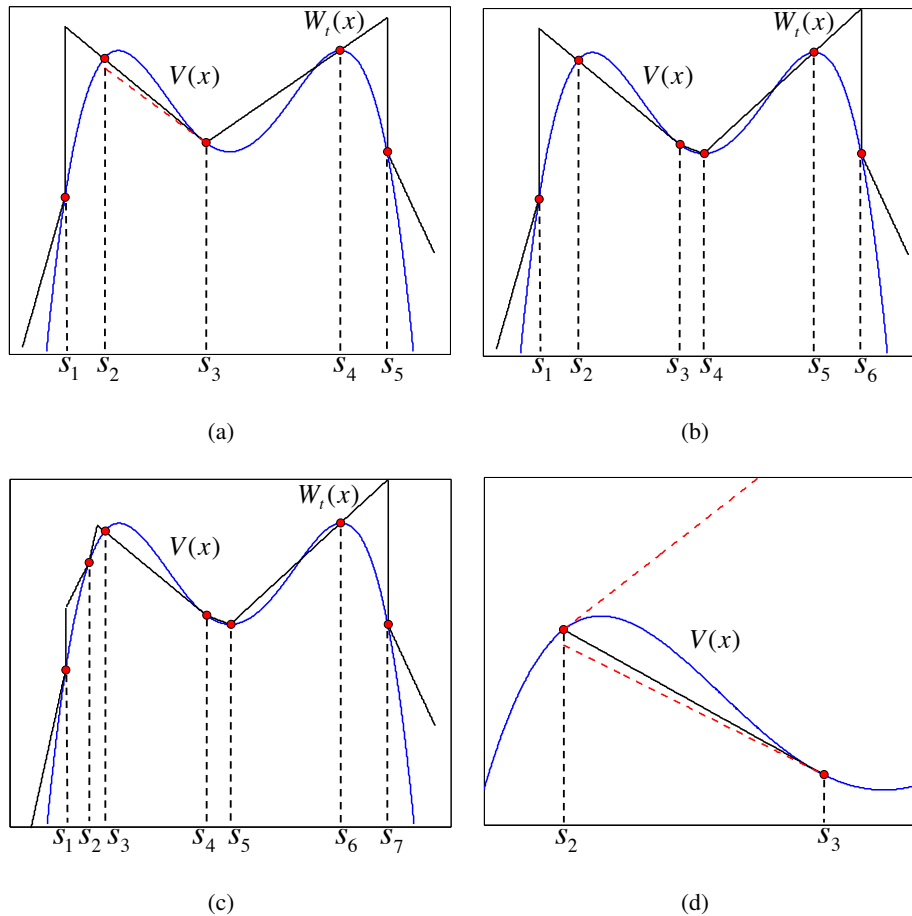 W_t(x)
V(x)
s_1 s_2 s_3 s_4 s_5
(a)
W_t(x)
V(x)
s_1 s_2 s_3 s_4 s_5 s_6
(b)
W_t(x)
V(x)
s_1 s_2 s_3 s_4 s_5 s_6 s_7
(c)
V(x)
s_2 s_3
(d)